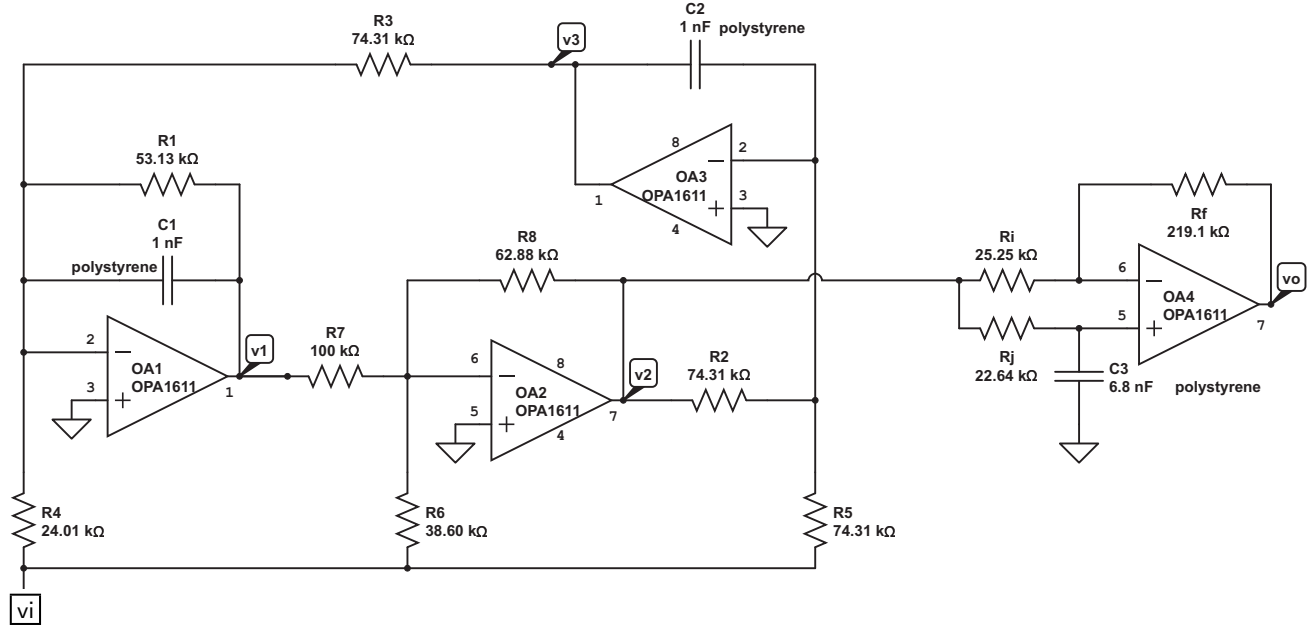 R3
74.31 kΩ
v3
C2
1 nF polystyrene
R1
53.13 kΩ
C1
1 nF
polystyrene
8
2
OA3
OPA1611
1
3
4
R8
62.88 kΩ
Rf
219.1 kΩ
Ri
25.25 kΩ
6
OA4
OPA1611
vo
5
7
Rj
22.64 kΩ
C3
6.8 nF polystyrene
2
OA1
OPA1611
3
1
v1
R7
100 kΩ
6
8
OA2
OPA1611
5
4
7
v2
R2
74.31 kΩ
R4
24.01 kΩ
R6
38.60 kΩ
R5
74.31 kΩ
vi